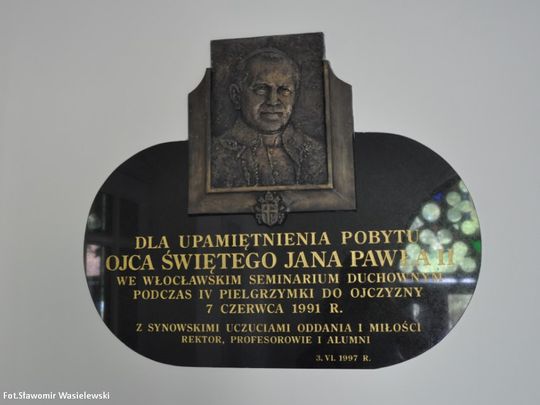 DLA UPAMIĘTNIENIA POBYTU
OJCA ŚWIĘTEGO JANA PAWŁA II
WE WŁOCŁAWSKIM SEMINARIUM DUCHOWNYM
PODCZAS IV PIELGRZYMKI DO OJCZYZNY
7 CZERWCA 1991 R.
Z SYNOWSKIMI UCZUCIAMI ODDANIA I MIŁOŚCI
REKTOR, PROFESOROWIE I ALUMNI
3. VI. 1997 R.
Fot.Sławomir Wasielewski